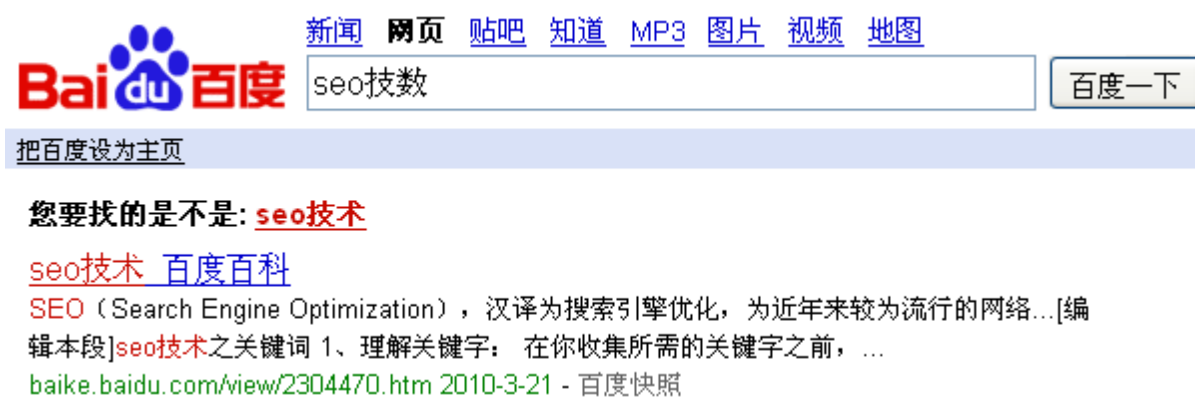 新闻 网页 贴吧 知道 MP3 图片 视频 地图
Bai du 百度
seo技数
百度一下
把百度设为主页
您要找的是不是: seo技术
seo技术_百度百科
SEO（Search Engine Optimization），汉译为搜索引擎优化，为近年来较为流行的网络...[编
辑本段]seo技术之关键词 1、理解关键字： 在你收集所需的关键字之前，...
baike.baidu.com/view/2304470.htm 2010-3-21 - 百度快照